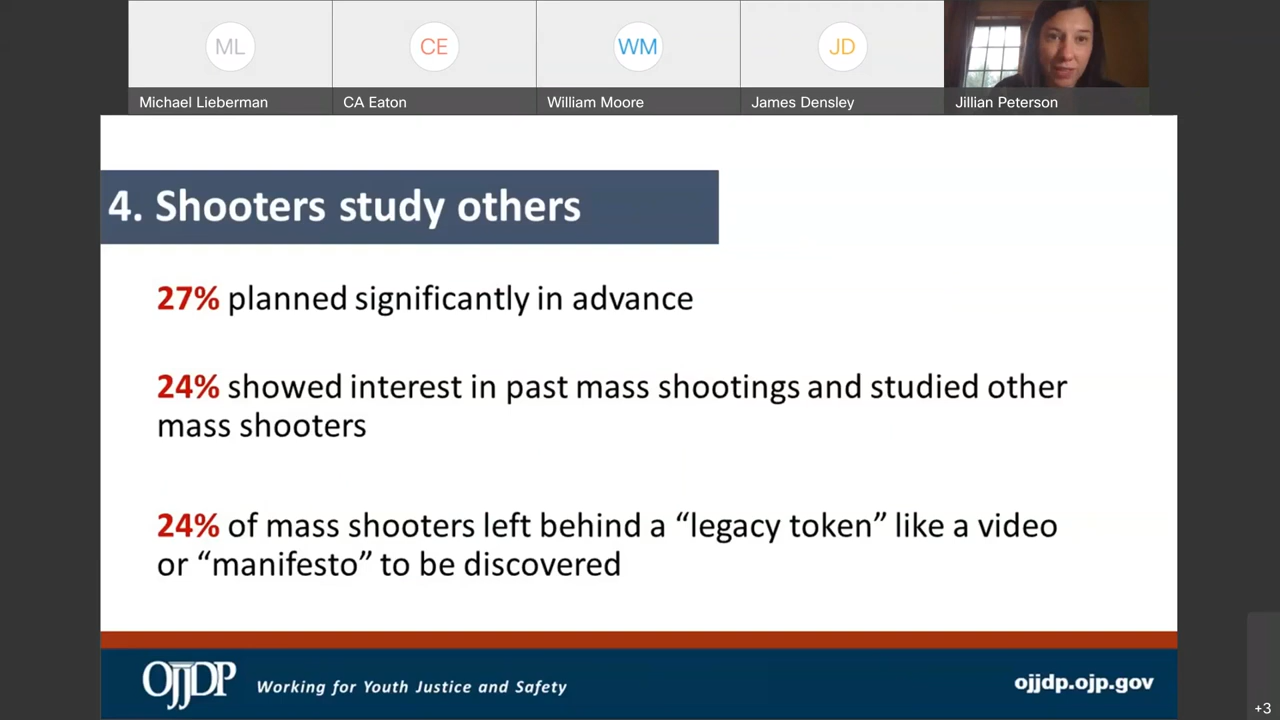 ML
CE
WM
JD
Michael Lieberman
CA Eaton
William Moore
James Densley
Jillian Peterson
4. Shooters study others
27% planned significantly in advance
24% showed interest in past mass shootings and studied other
mass shooters
24% of mass shooters left behind a “legacy token” like a video
or “manifesto” to be discovered
OJJDP
Working for Youth Justice and Safety
ojjdp.ojp.gov
+3